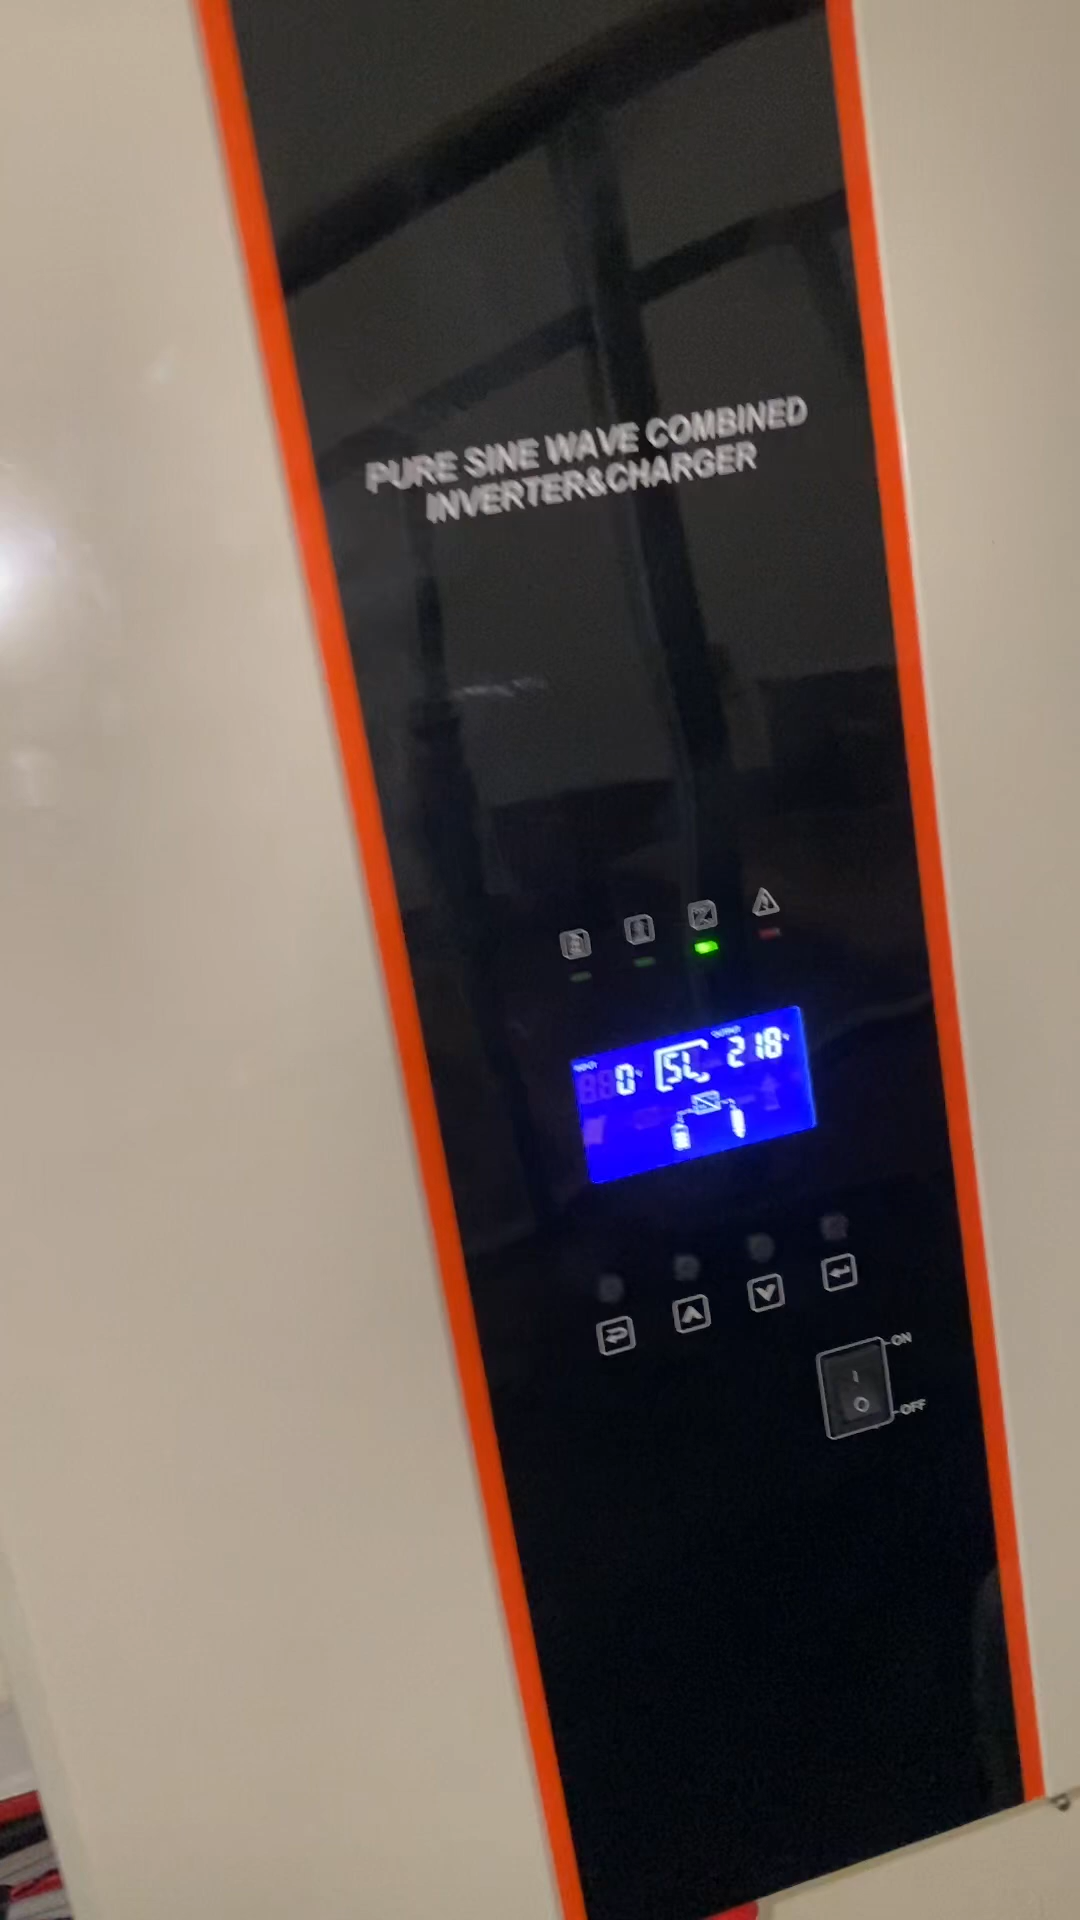 PURE SINE WAVE COMBINED
INVERTER&CHARGER
0 SL 218
ON
OFF